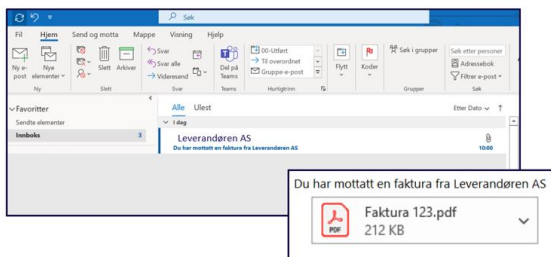 Søk
Fil Hjem Send og motta Mappe Visning Hjelp
Ny e-post
Nye elementer
Slett
Arkiver
Svar
Svar alle
Videresend
Del på Teams
00-Utført
Til overordnet
Gruppe e-post
Flytt
Koder
Søk i grupper
Søk etter personer
Adressebok
Filtrer e-post
Ny Slett Svar Teams Hurtigtrinn Grupper Søk
Favoritter
Sendte elementer
Innboks 3
Alle Ulest Etter Dato
I dag
Leverandøren AS
Du har mottatt en faktura fra Leverandøren AS 10:00
Du har mottatt en faktura fra Leverandøren AS
PDF
Faktura 123.pdf
212 KB